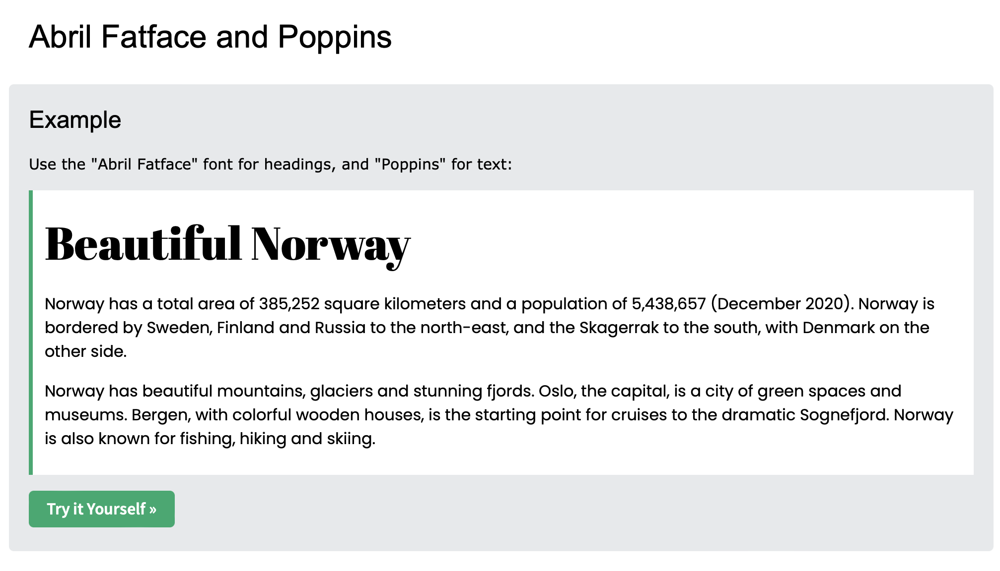 Abril Fatface and Poppins
Example
Use the "Abril Fatface" font for headings, and "Poppins" for text:
Beautiful Norway
Norway has a total area of 385,252 square kilometers and a population of 5,438,657 (December 2020). Norway is
bordered by Sweden, Finland and Russia to the north-east, and the Skagerrak to the south, with Denmark on the
other side.
Norway has beautiful mountains, glaciers and stunning fjords. Oslo, the capital, is a city of green spaces and
museums. Bergen, with colorful wooden houses, is the starting point for cruises to the dramatic Sognefjord. Norway
is also known for fishing, hiking and skiing.
Try it Yourself »